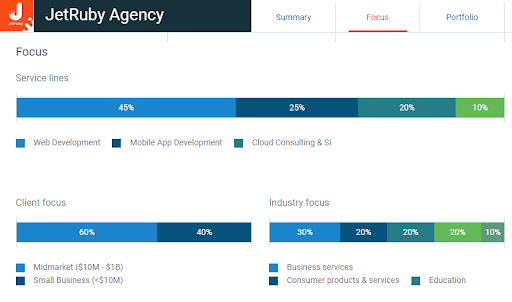 jetruby
JetRuby Agency
Summary
Focus
Portfolio
Focus
Service lines
45%
25%
20%
10%
Web Development
Mobile App Development
Cloud Consulting & SI
Client focus
60%
40%
Midmarket ($10M - $1B)
Small Business (<$10M)
Industry focus
30%
20%
20%
20%
10%
Business services
Consumer products & services
Education